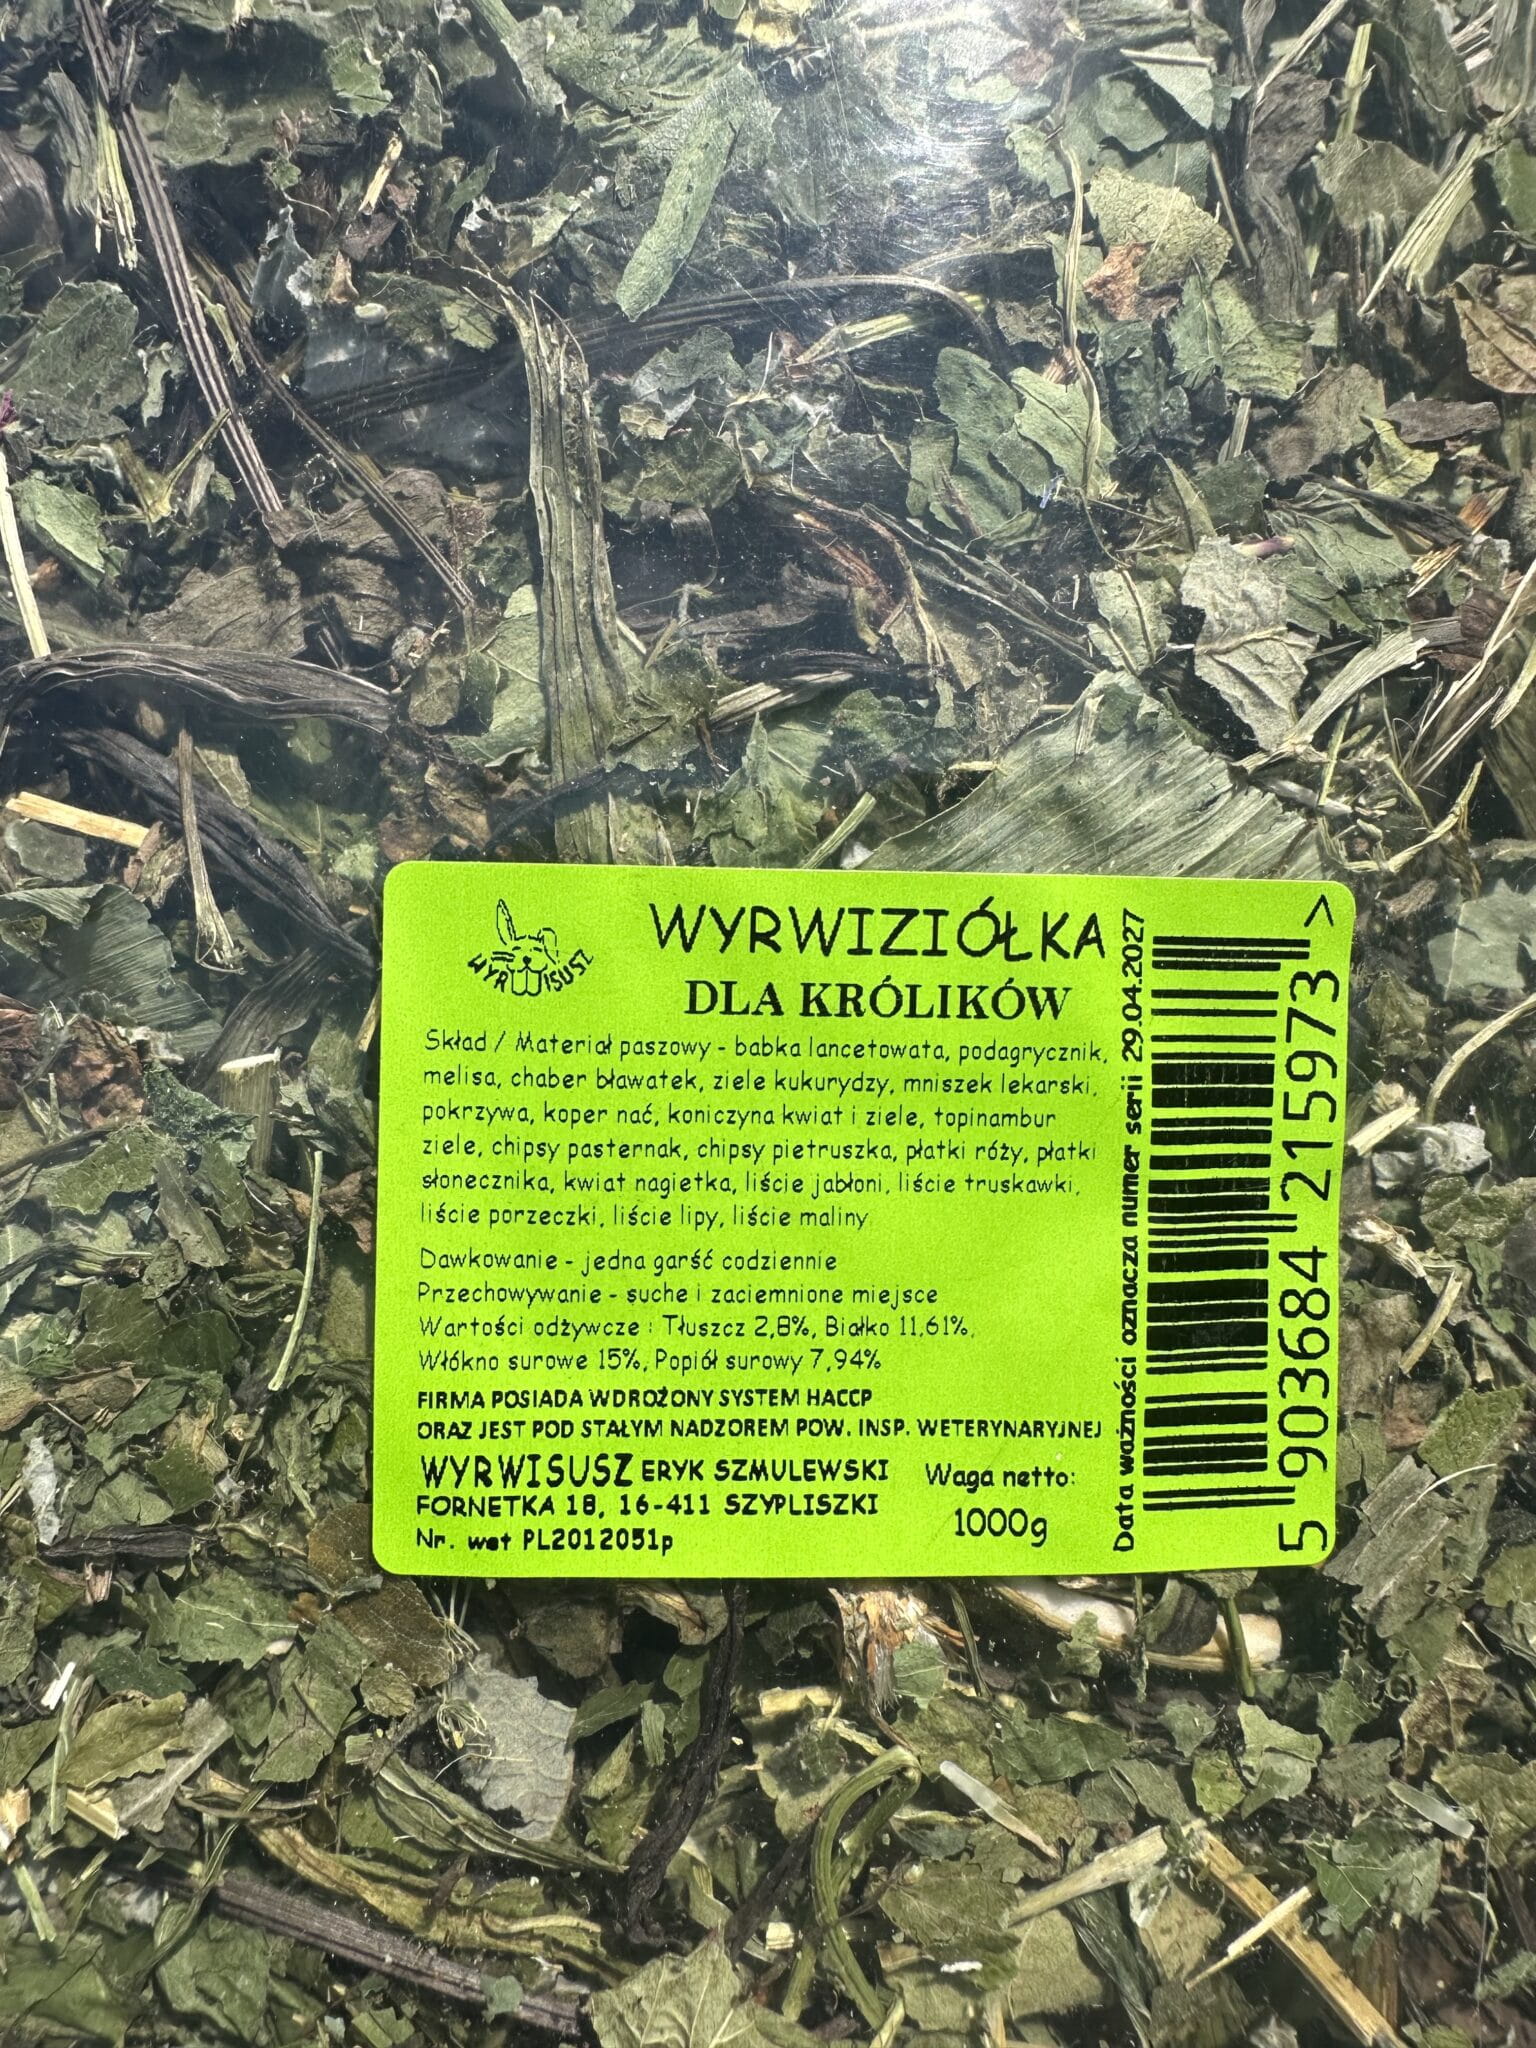 WYRWISUSZ
WYRWIZIÓŁKA
DLA KRÓLIKÓW
Skład / Materiał paszowy - babka lancetowata, podagrycznik,
melisa, chaber bławatek, ziele kukurydzy, mniszek lekarski,
pokrzywa, koper nać, koniczyna kwiat i ziele, topinambur
ziele, chipsy pasternak, chipsy pietruszka, płatki róży, płatki
słonecznika, kwiat nagietka, liście jabłoni, liście truskawki,
liście porzeczki, liście lipy, liście maliny
Dawkowanie - jedna garść codziennie
Przechowywanie - suche i zaciemnione miejsce
Wartości odżywcze : Tłuszcz 2,8%, Białko 11,61%,
Włókno surowe 15%, Popiół surowy 7,94%
FIRMA POSIADA WDROŻONY SYSTEM HACCP
ORAZ JEST POD STAŁYM NADZOREM POW. INSP. WETERYNARYJNEJ
WYRWISUSZ ERYK SZMULEWSKI
FORNETKA 18, 16-411 SZYPLISZKI
Nr. wet PL2012051p
Waga netto:
1000g
Data ważności oznacza numer serii 29.04.2027
5 903684 215973 >